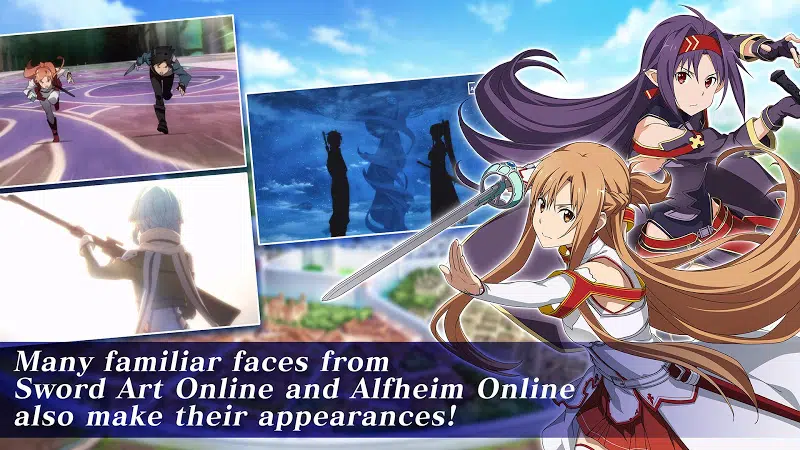 Many familiar faces from
Sword Art Online and Alfheim Online
also make their appearances!